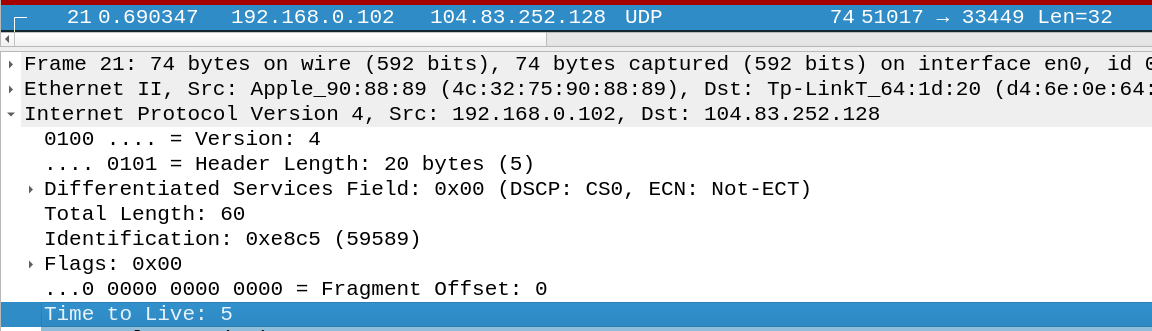 21 0.690347 192.168.0.102 104.83.252.128 UDP 74 51017 → 33449 Len=32
Frame 21: 74 bytes on wire (592 bits), 74 bytes captured (592 bits) on interface en0, id
Ethernet II, Src: Apple_90:88:89 (4c:32:75:90:88:89), Dst: Tp-LinkT_64:1d:20 (d4:6e:0e:64:
Internet Protocol Version 4, Src: 192.168.0.102, Dst: 104.83.252.128
0100 .... = Version: 4
.... 0101 = Header Length: 20 bytes (5)
Differentiated Services Field: 0x00 (DSCP: CS0, ECN: Not-ECT)
Total Length: 60
Identification: 0xe8c5 (59589)
Flags: 0x00
...0 0000 0000 0000 = Fragment Offset: 0
Time to Live: 5